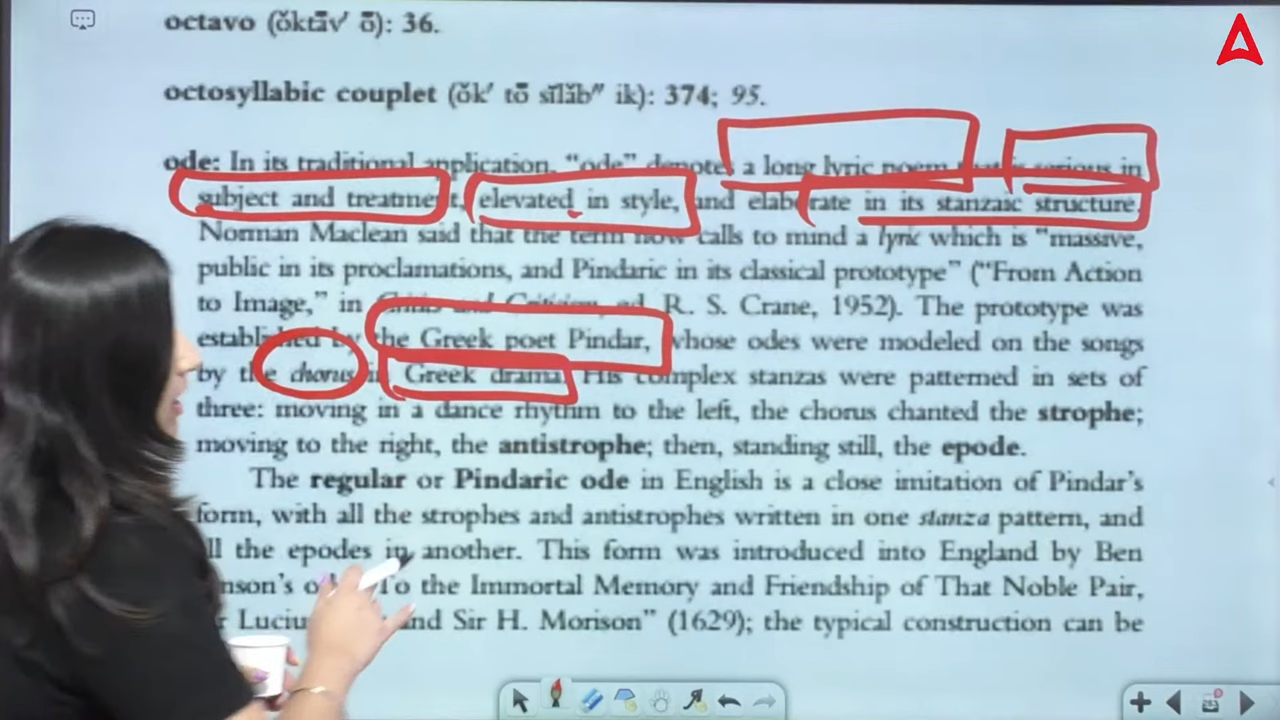 octavo (ŏktāv′ ō): 36.
octosyllabic couplet (ŏk′ tō sĭlăb″ ik): 374; 95.
ode: In its traditional application, “ode” denotes a long lyric poem that is serious in
subject and treatment, elevated in style, and elaborate in its stanzaic structure
Norman Maclean said that the term now calls to mind a lyric which is “massive,
public in its proclamations, and Pindaric in its classical prototype” (“From Action
to Image,” in Critics and Criticism, ed. R. S. Crane, 1952). The prototype was
established by the Greek poet Pindar, whose odes were modeled on the songs
by the chorus in Greek drama. His complex stanzas were patterned in sets of
three: moving in a dance rhythm to the left, the chorus chanted the strophe;
moving to the right, the antistrophe; then, standing still, the epode.
The regular or Pindaric ode in English is a close imitation of Pindar’s
form, with all the strophes and antistrophes written in one stanza pattern, and
ll the epodes in another. This form was introduced into England by Ben
nson’s o To the Immortal Memory and Friendship of That Noble Pair,
Luciu and Sir H. Morison” (1629); the typical construction can be